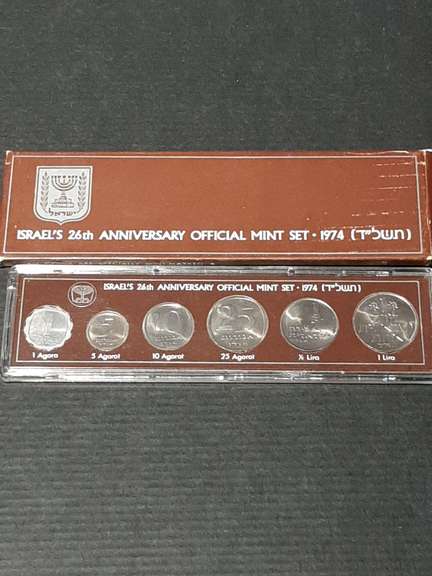 ישראל
ISRAEL'S 26th ANNIVERSARY OFFICIAL MINT SET · 1974 (תשל"ד)
ISRAEL'S 26th ANNIVERSARY OFFICIAL MINT SET · 1974 (תשל"ד)
5
10
25
1 Agora
5 Agorot
10 Agorot
25 Agorot
½ Lira
1 Lira